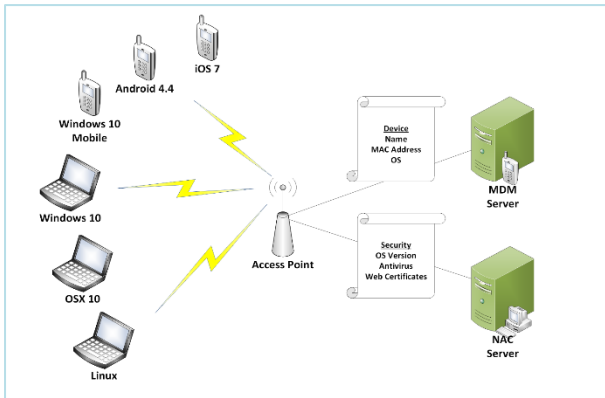 iOS 7
Android 4.4
Windows 10
Mobile
Device
Name
MAC Address
OS
MDM
Server
Windows 10
Access Point
Security
OS Version
Antivirus
Web Certificates
OSX 10
NAC
Server
Linux